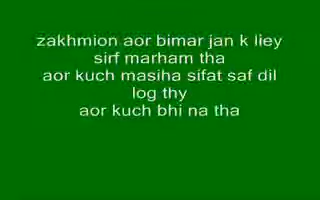 zakhmion aor bimar jan k liey
sirf marham tha
aor kuch masiha sifat saf dil
log thy
aor kuch bhi na tha